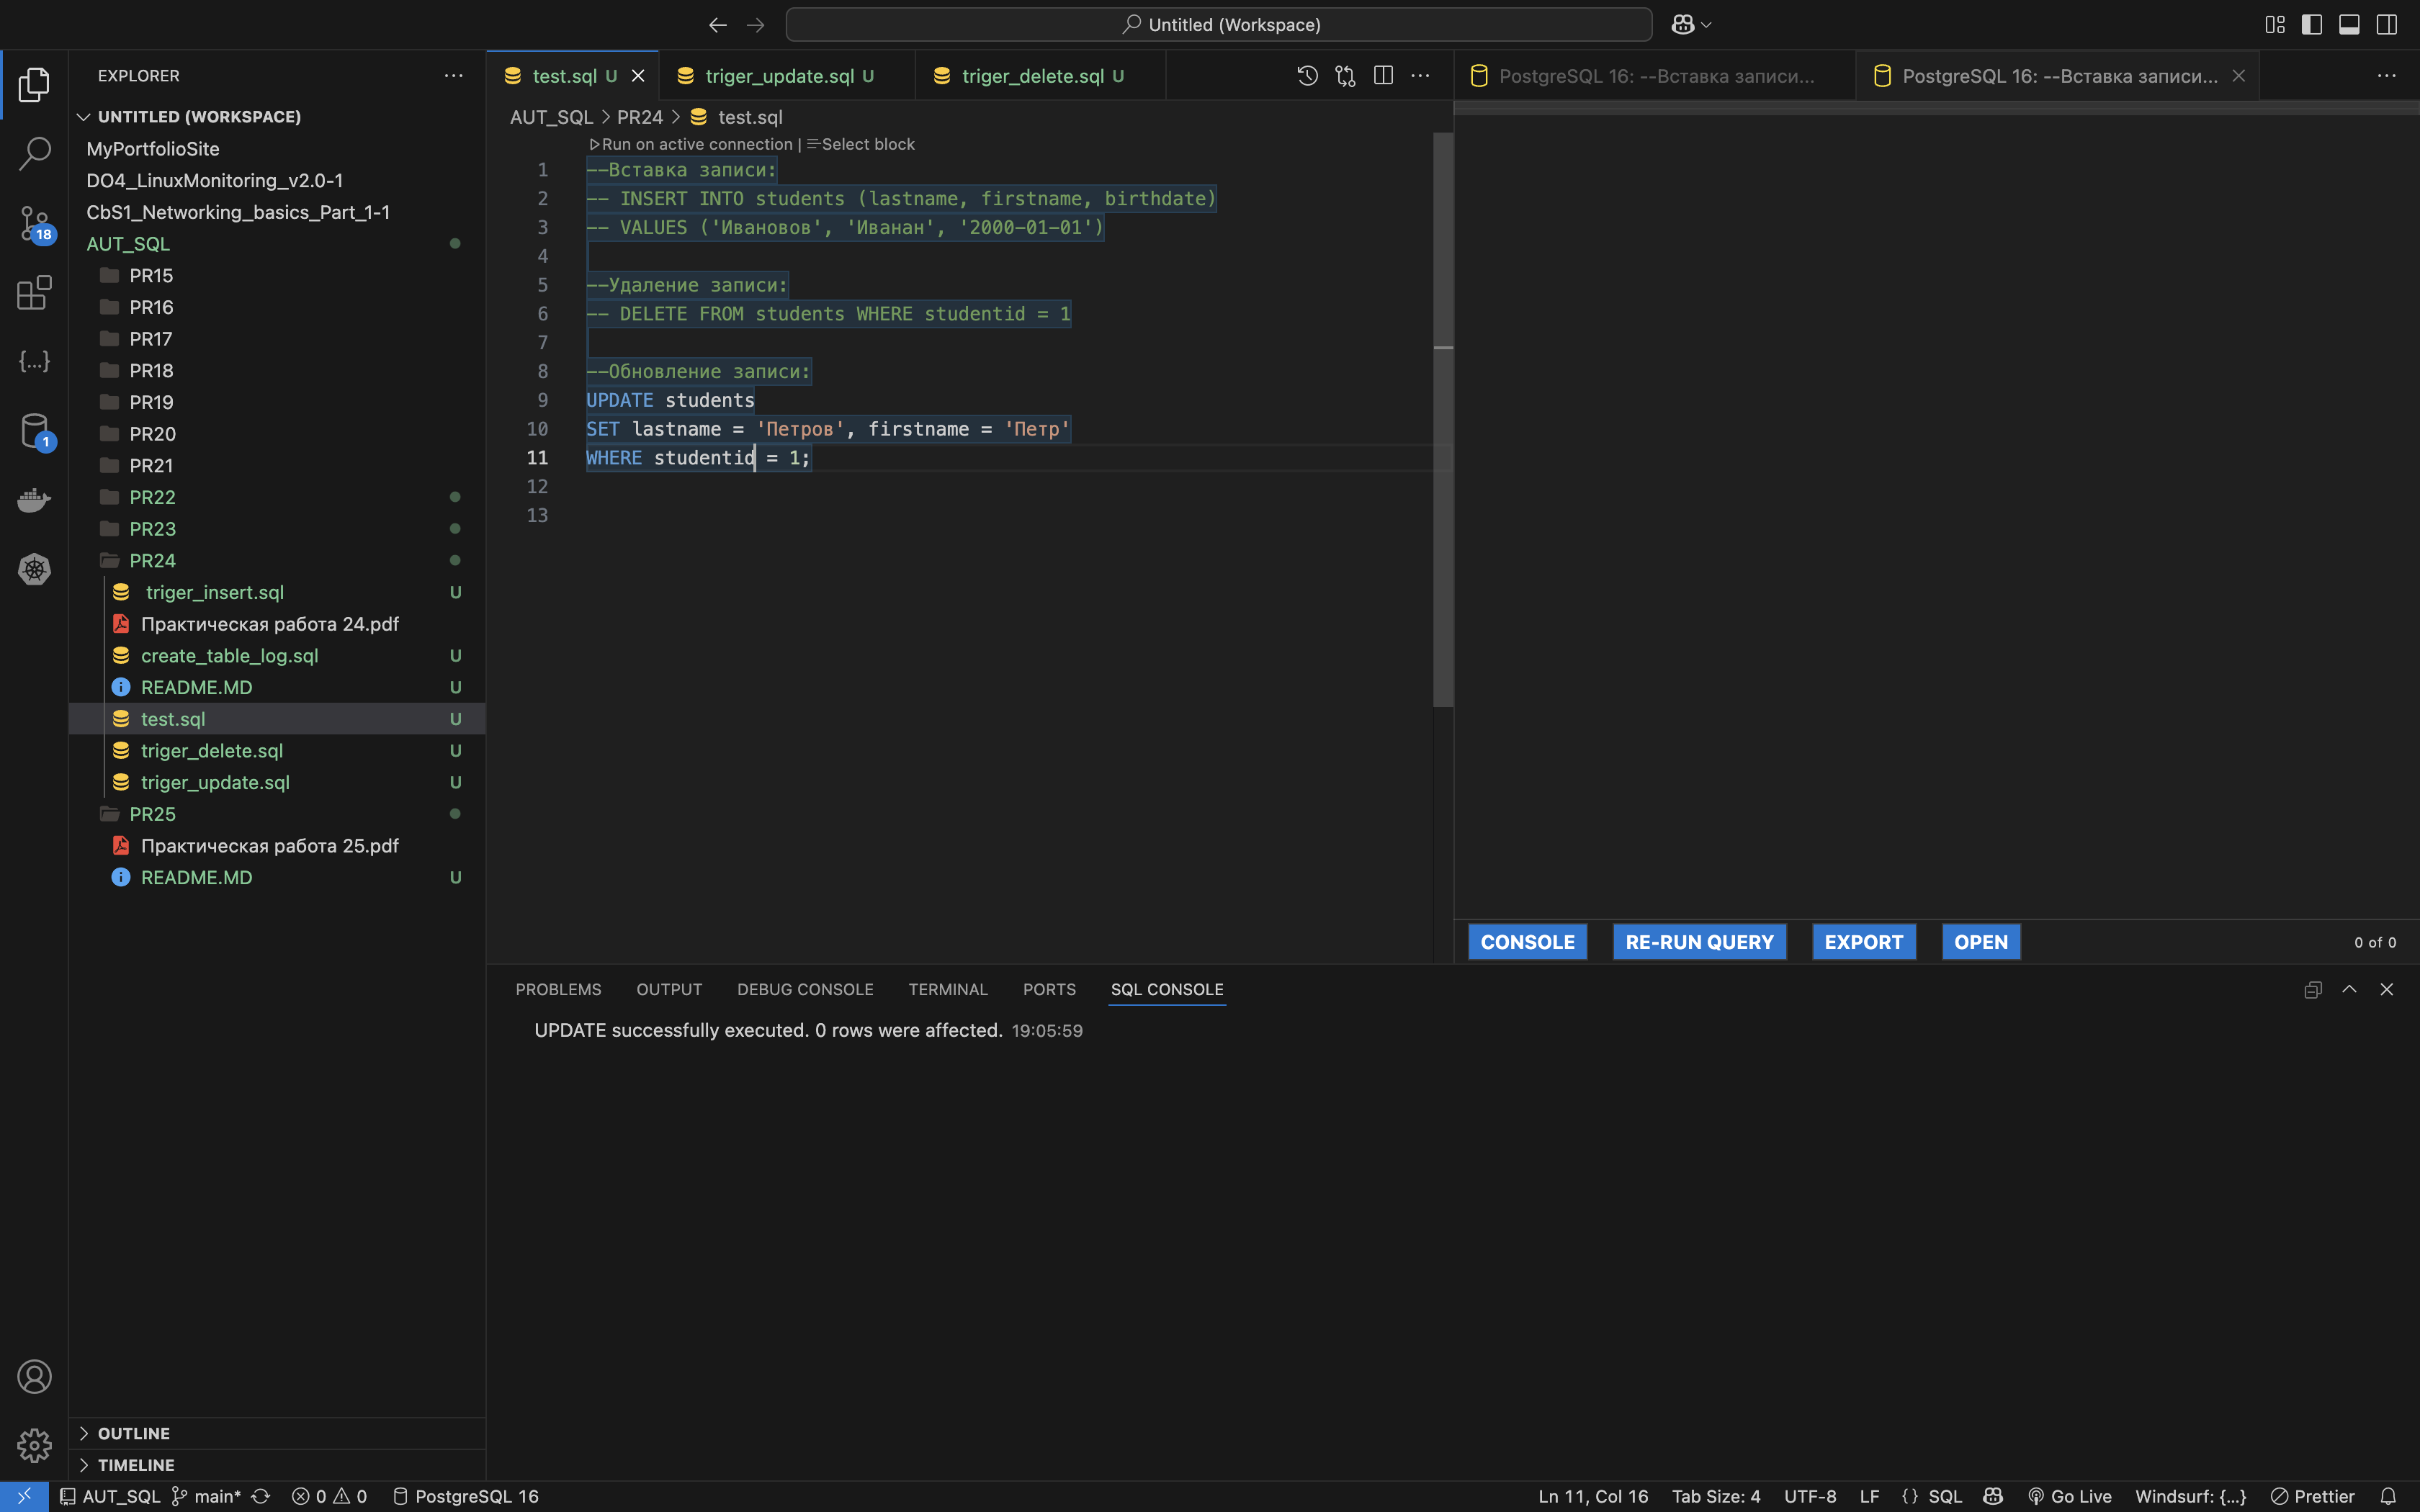 Untitled (Workspace)
EXPLORER
UNTITLED (WORKSPACE)
MyPortfolioSite
DO4_LinuxMonitoring_v2.0-1
CbS1_Networking_basics_Part_1-1
18
AUT_SQL
PR15
PR16
PR17
{...}
PR18
PR19
PR20
1
PR21
PR22
PR23
PR24
triger_insert.sql U
Практическая работа 24.pdf
create_table_log.sql U
README.MD U
test.sql U
triger_delete.sql U
triger_update.sql U
PR25
Практическая работа 25.pdf
README.MD U
OUTLINE
TIMELINE
test.sql U
triger_update.sql U
triger_delete.sql U
AUT_SQL > PR24 > test.sql
Run on active connection | Select block
1 --Вставка записи:
2 -- INSERT INTO students (lastname, firstname, birthdate)
3 -- VALUES ('Ивановов', 'Иванан', '2000-01-01')
4
5 --Удаление записи:
6 -- DELETE FROM students WHERE studentid = 1
7
8 --Обновление записи:
9 UPDATE students
10 SET lastname = 'Петров', firstname = 'Петр'
11 WHERE studentid = 1;
12
13
PostgreSQL 16: --Вставка записи...
PostgreSQL 16: --Вставка записи...
CONSOLE RE-RUN QUERY EXPORT OPEN 0 of 0
PROBLEMS OUTPUT DEBUG CONSOLE TERMINAL PORTS SQL CONSOLE
UPDATE successfully executed. 0 rows were affected. 19:05:59
AUT_SQL main* 0 0 PostgreSQL 16 Ln 11, Col 16 Tab Size: 4 UTF-8 LF {} SQL Go Live Windsurf: {...} Prettier